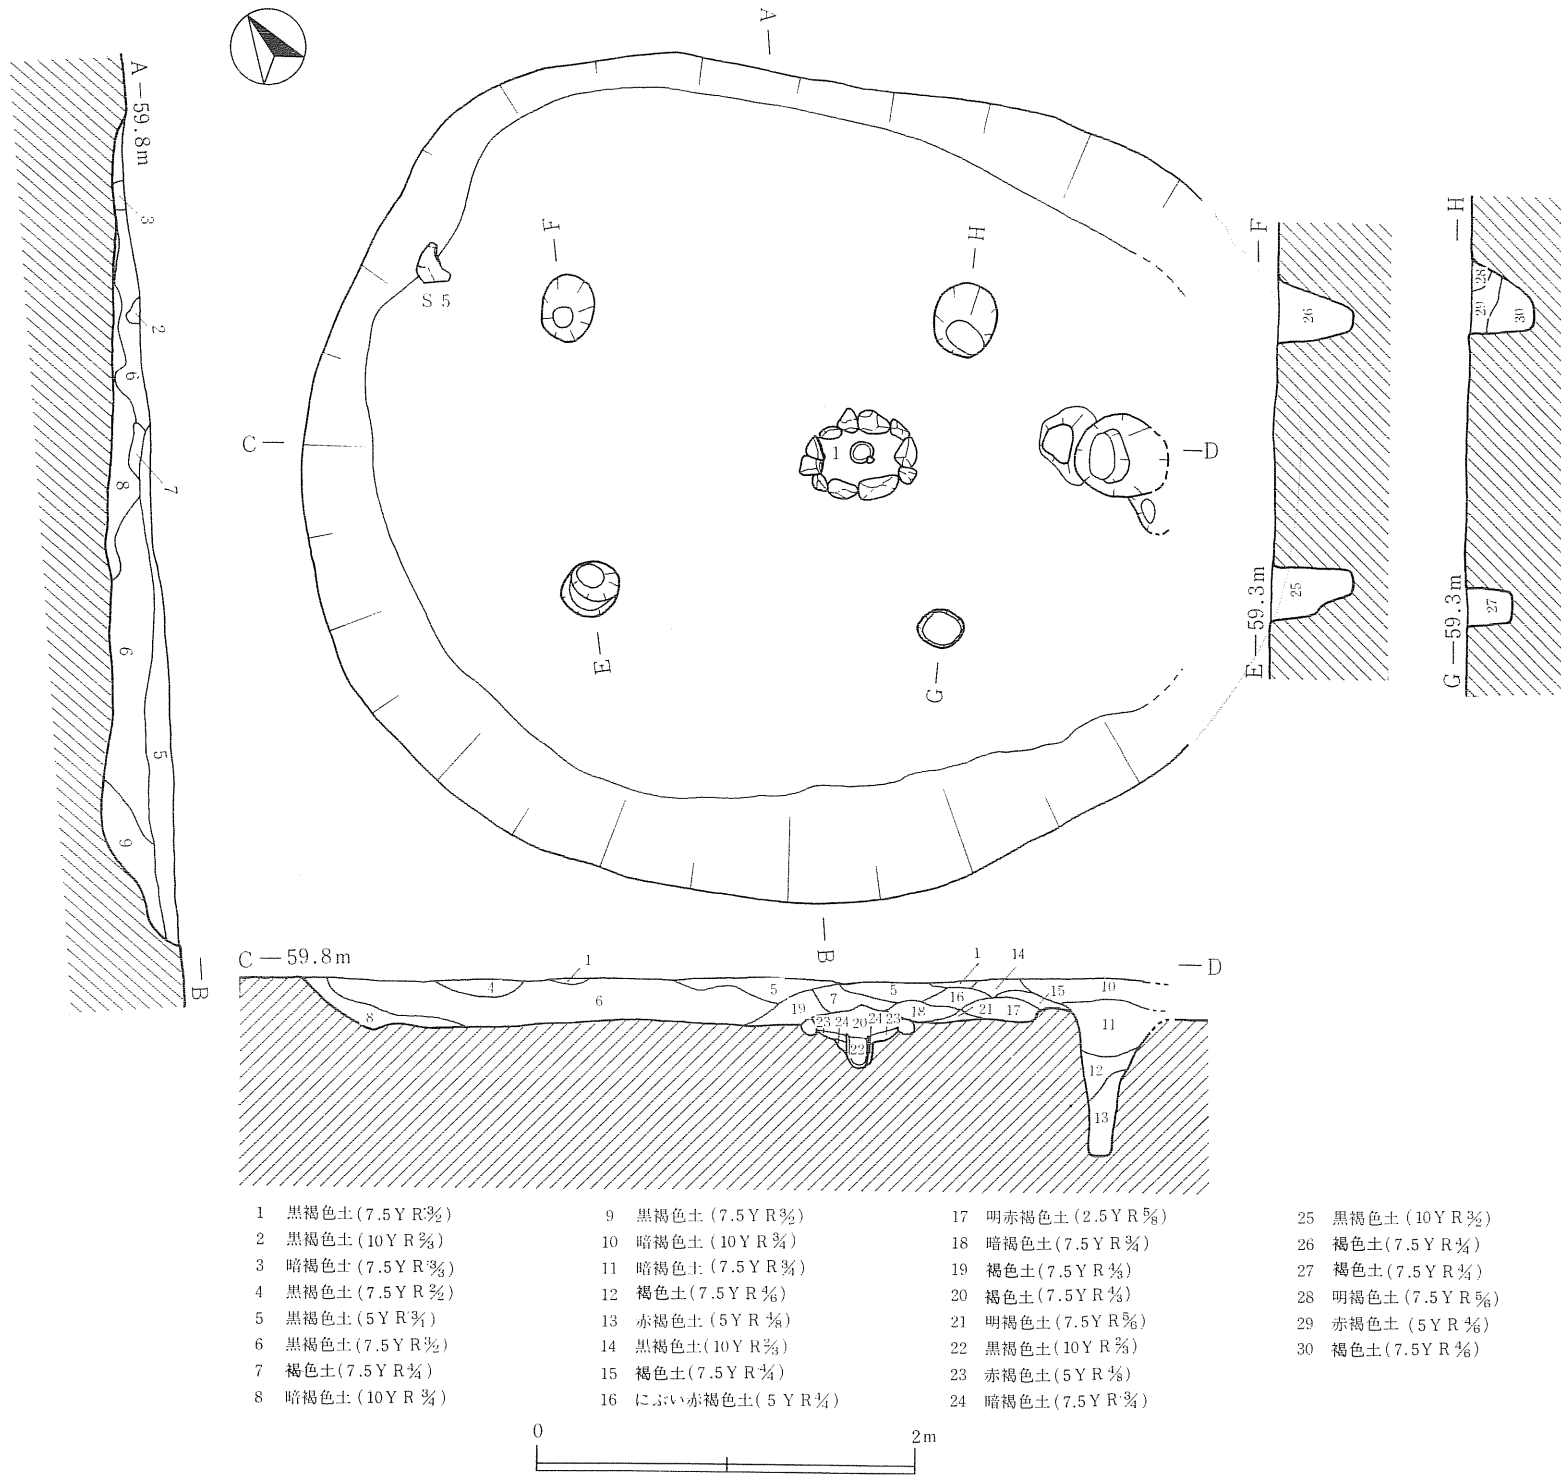 A
A—59.8m
3
2
6
7
8
6
5
9
—B
F
H
S 5
C—
1
—D
E
G
B
—F
26
25
E—59.3m
—H
28
29
30
27
G—59.3m
C—59.8m
1
14
—D
4
5
5
10
6
7
16
15
8
19
18
21
17
11
23
24
20
24
23
22
12
13
1 黒褐色土(7.5YR3/2)
2 黒褐色土(10YR2/3)
3 暗褐色土(7.5YR3/3)
4 黒褐色土(7.5YR2/2)
5 黒褐色土(5YR3/1)
6 黒褐色土(7.5YR3/2)
7 褐色土(7.5YR4/4)
8 暗褐色土(10YR3/4)
9 黒褐色土(7.5YR3/2)
10 暗褐色土(10YR3/4)
11 暗褐色土(7.5YR3/4)
12 褐色土(7.5YR4/6)
13 赤褐色土(5YR4/8)
14 黒褐色土(10YR2/3)
15 褐色土(7.5YR4/4)
16 にぶい赤褐色土(5YR4/4)
17 明赤褐色土(2.5YR5/8)
18 暗褐色土(7.5YR3/4)
19 褐色土(7.5YR4/3)
20 褐色土(7.5YR4/3)
21 明褐色土(7.5YR5/6)
22 黒褐色土(10YR2/3)
23 赤褐色土(5YR4/8)
24 暗褐色土(7.5YR3/4)
25 黒褐色土(10YR3/2)
26 褐色土(7.5YR4/4)
27 褐色土(7.5YR4/4)
28 明褐色土(7.5YR5/6)
29 赤褐色土(5YR4/6)
30 褐色土(7.5YR4/6)
0
2m